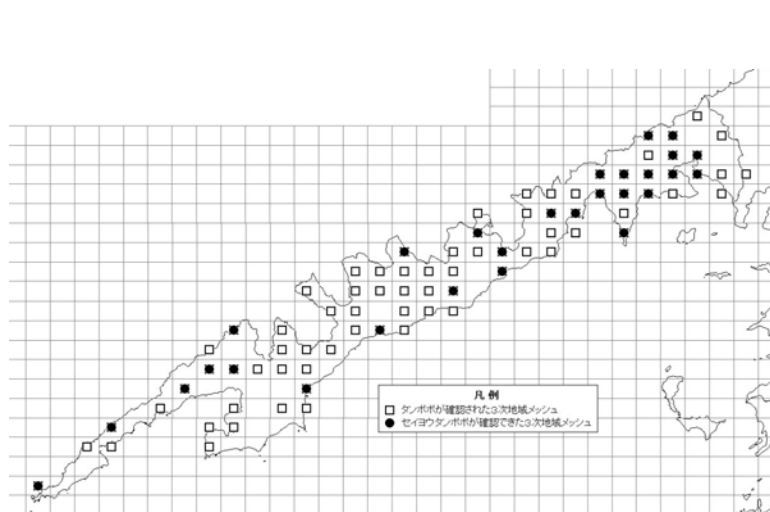 凡 例
タンポポが確認された3次地域メッシュ
セイヨウタンポポが確認できた3次地域メッシュ